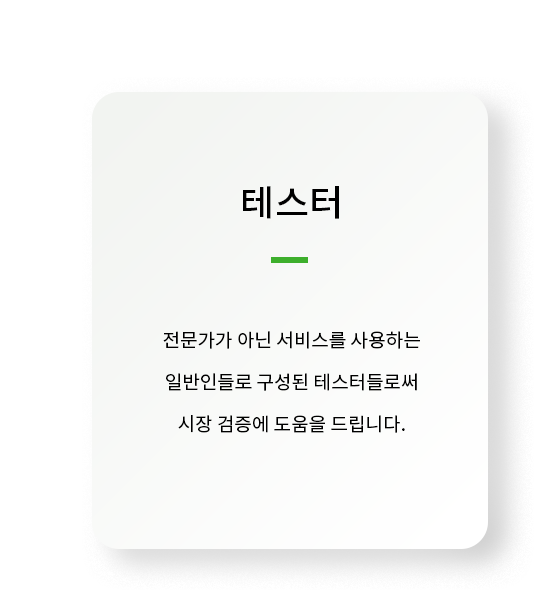 테스터
전문가가 아닌 서비스를 사용하는
일반인들로 구성된 테스터들로써
시장 검증에 도움을 드립니다.